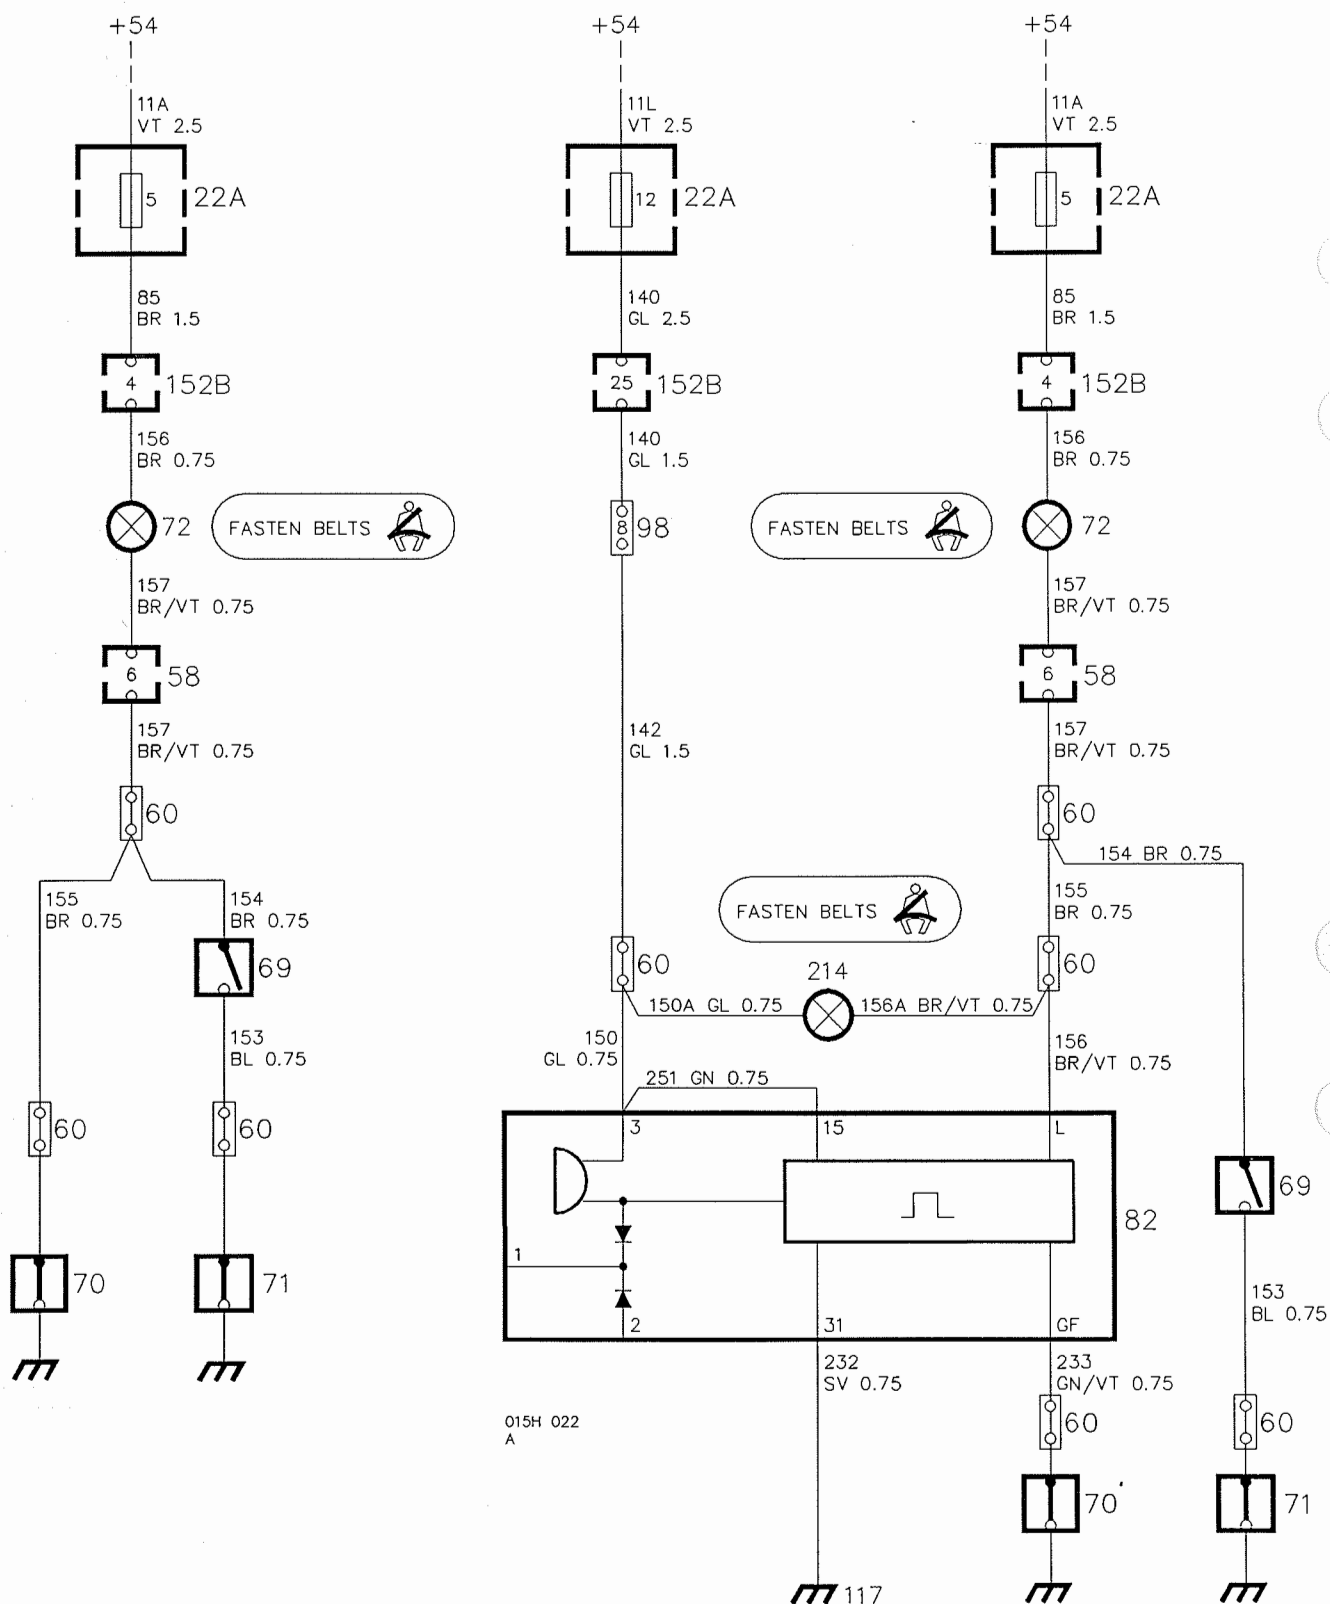 +54
+54
+54
11A
VT 2.5
11L
VT 2.5
11A
VT 2.5
5
22A
12
22A
5
22A
85
BR 1.5
140
GL 2.5
85
BR 1.5
4
152B
25
152B
4
152B
156
BR 0.75
140
GL 1.5
156
BR 0.75
72
FASTEN BELTS
8
98
FASTEN BELTS
72
157
BR/VT 0.75
157
BR/VT 0.75
6
58
6
58
157
BR/VT 0.75
142
GL 1.5
157
BR/VT 0.75
60
60
154 BR 0.75
155
BR 0.75
154
BR 0.75
155
BR 0.75
FASTEN BELTS
69
60
214
60
150A GL 0.75
156A BR/VT 0.75
153
BL 0.75
150
GL 0.75
156
BR/VT 0.75
251 GN 0.75
60
60
3
15
L
69
82
1
70
71
153
BL 0.75
2
31
GF
232
SV 0.75
233
GN/VT 0.75
015H 022
A
60
60
70
71
117